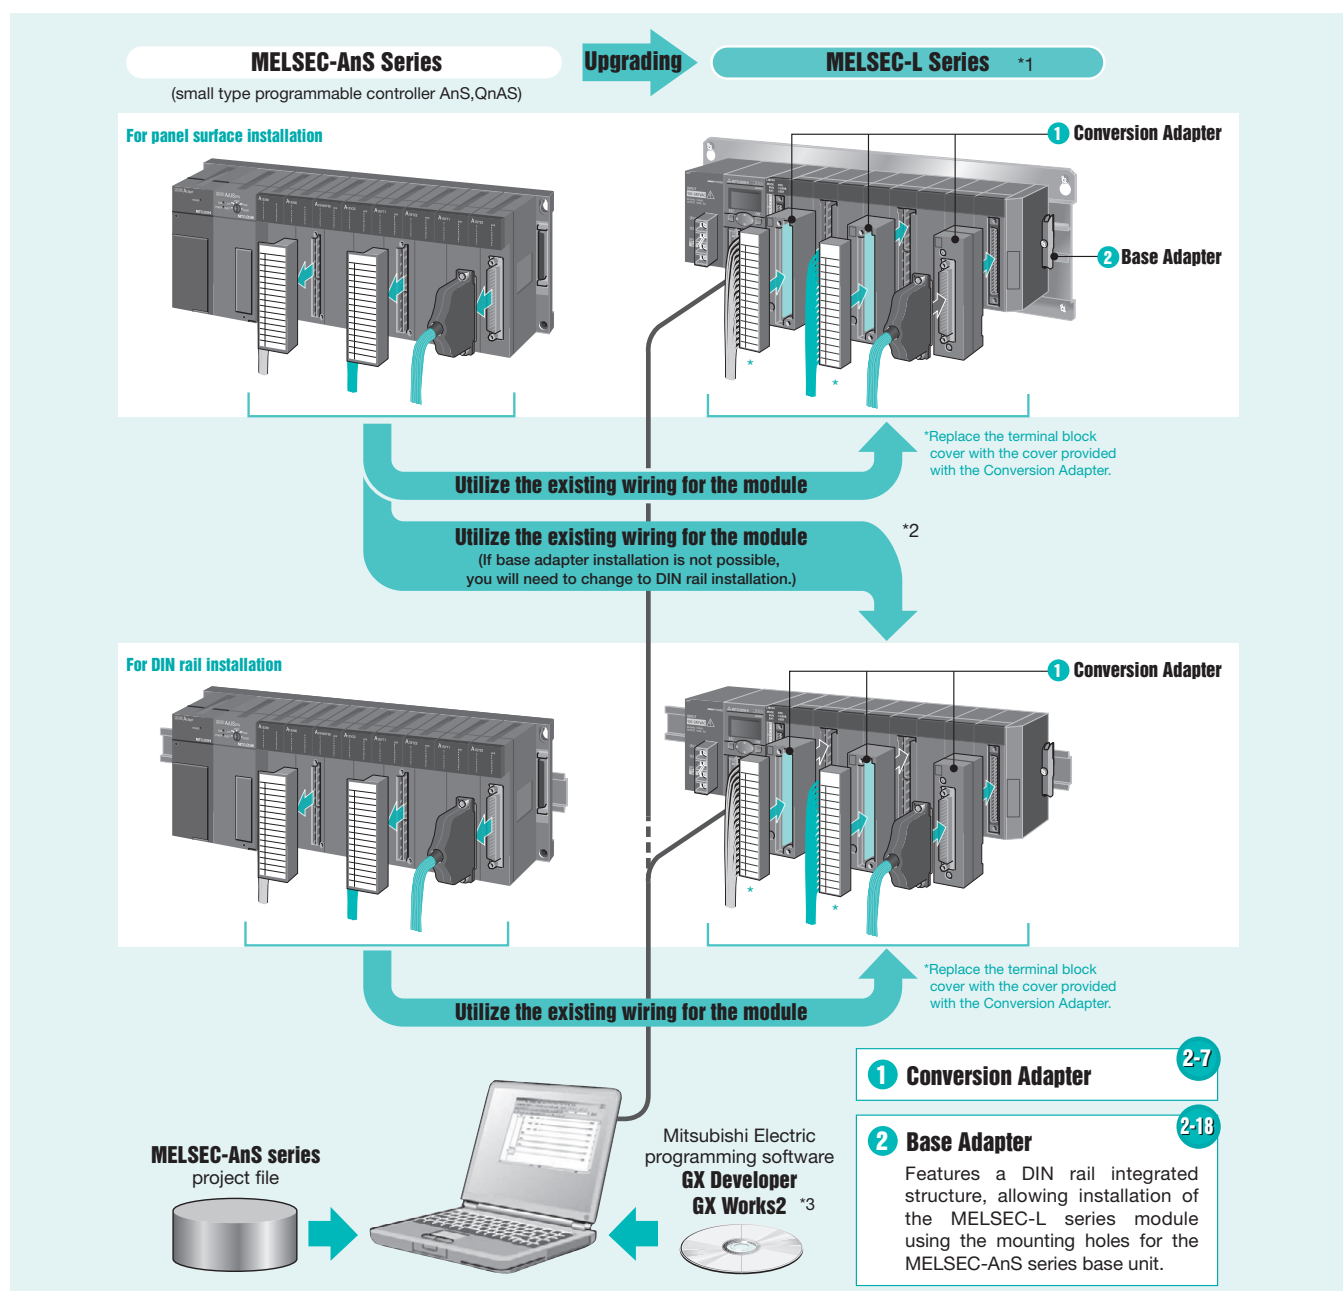 MELSEC-AnS Series
Upgrading
MELSEC-L Series *1
(small type programmable controller AnS,QnAS)
For panel surface installation
1 Conversion Adapter
2 Base Adapter
*
*
*Replace the terminal block
cover with the cover provided
with the Conversion Adapter.
Utilize the existing wiring for the module
Utilize the existing wiring for the module
*2
(If base adapter installation is not possible,
you will need to change to DIN rail installation.)
For DIN rail installation
1 Conversion Adapter
*
*
*Replace the terminal block
cover with the cover provided
with the Conversion Adapter.
Utilize the existing wiring for the module
1 Conversion Adapter
2-7
2 Base Adapter
2-18
Features a DIN rail integrated
structure, allowing installation of
the MELSEC-L series module
using the mounting holes for the
MELSEC-AnS series base unit.
MELSEC-AnS series
project file
Mitsubishi Electric
programming software
GX Developer
GX Works2 *3